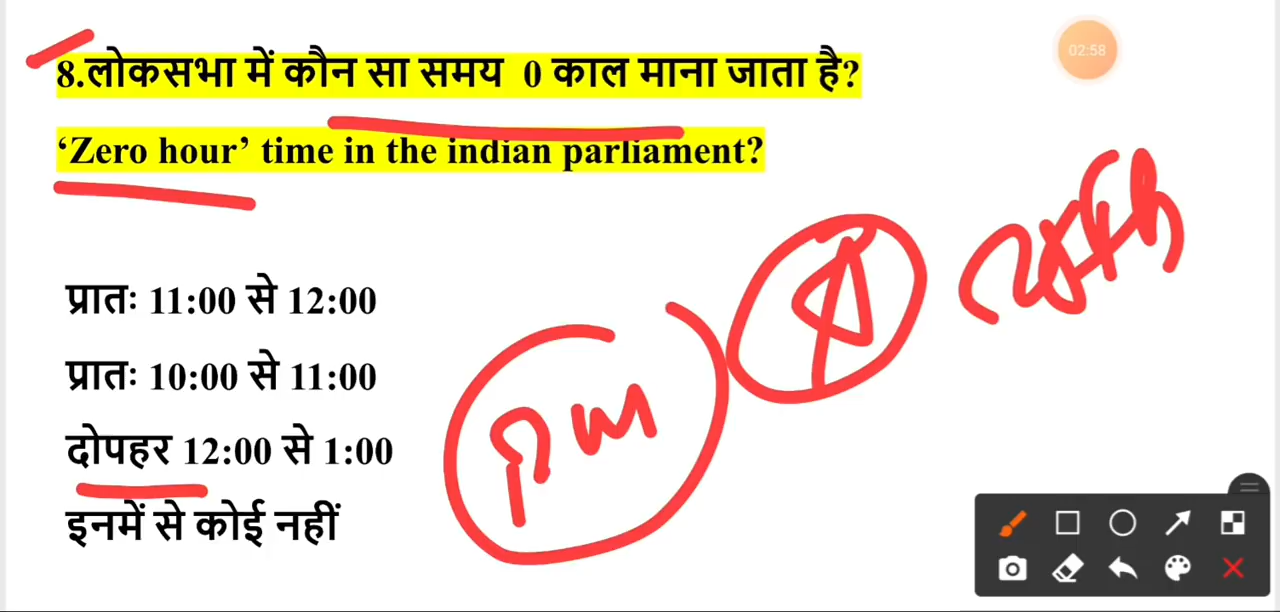 02:58
8.लोकसभा में कौन सा समय 0 काल माना जाता है?
‘Zero hour’ time in the indian parliament?
प्रातः 11:00 से 12:00
प्रातः 10:00 से 11:00
दोपहर 12:00 से 1:00
इनमें से कोई नहीं
PM